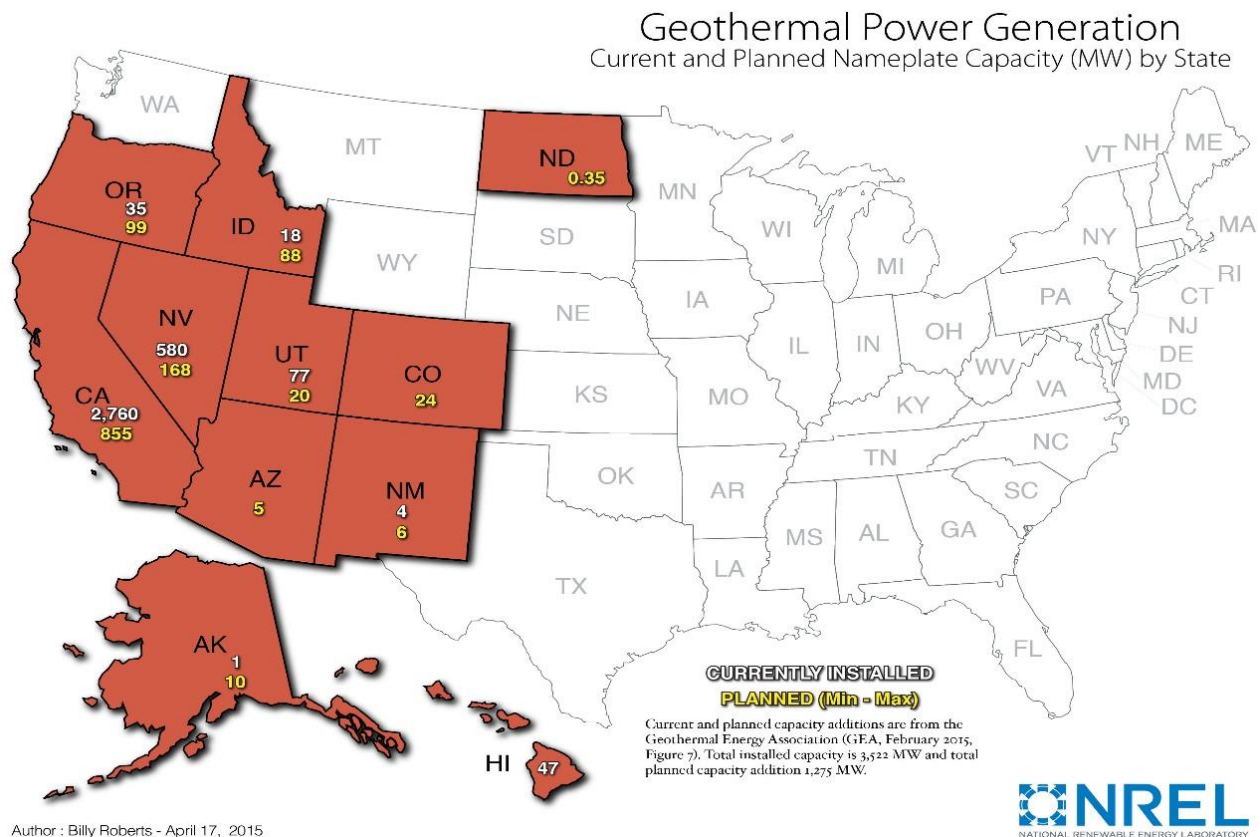 Geothermal Power Generation
Current and Planned Nameplate Capacity (MW) by State
WA
MT
ND
0.35
MN
VT
NH
ME
OR
35
99
ID
18
88
WY
SD
WI
MI
NY
MA
RI
CT
NJ
DE
MD
DC
NV
580
168
UT
77
20
CO
24
NE
IA
IL
IN
OH
PA
WV
VA
CA
2,760
855
KS
MO
KY
NC
TN
AZ
5
NM
4
6
OK
AR
SC
MS
AL
GA
TX
LA
FL
AK
1
10
HI
47
CURRENTLY INSTALLED
PLANNED (Min - Max)
Current and planned capacity additions are from the
Geothermal Energy Association (GEA, February 2015,
Figure 7). Total installed capacity is 3,522 MW and total
planned capacity addition 1,275 MW.
NREL
NATIONAL RENEWABLE ENERGY LABORATORY
Author : Billy Roberts - April 17, 2015